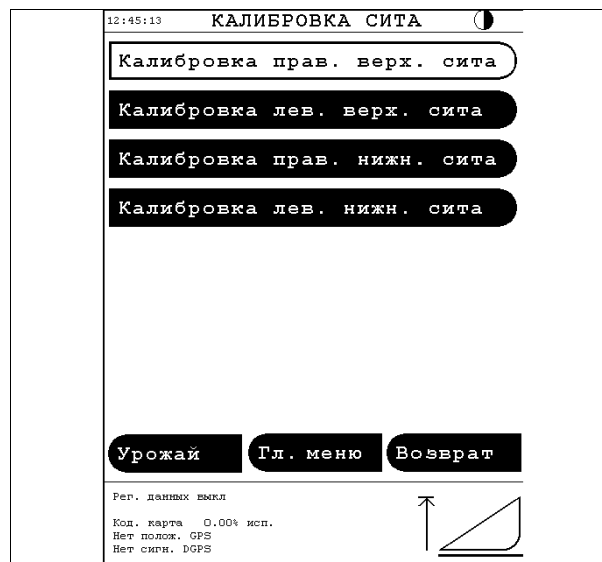 12:45:13 КАЛИБРОВКА СИТА
Калибровка прав. верх. сита
Калибровка лев. верх. сита
Калибровка прав. нижн. сита
Калибровка лев. нижн. сита
Урожай Гл. меню Возврат
Рег. данных выкл
Код. карта 0.00% исп.
Нет полож. GPS
Нет сигн. DGPS